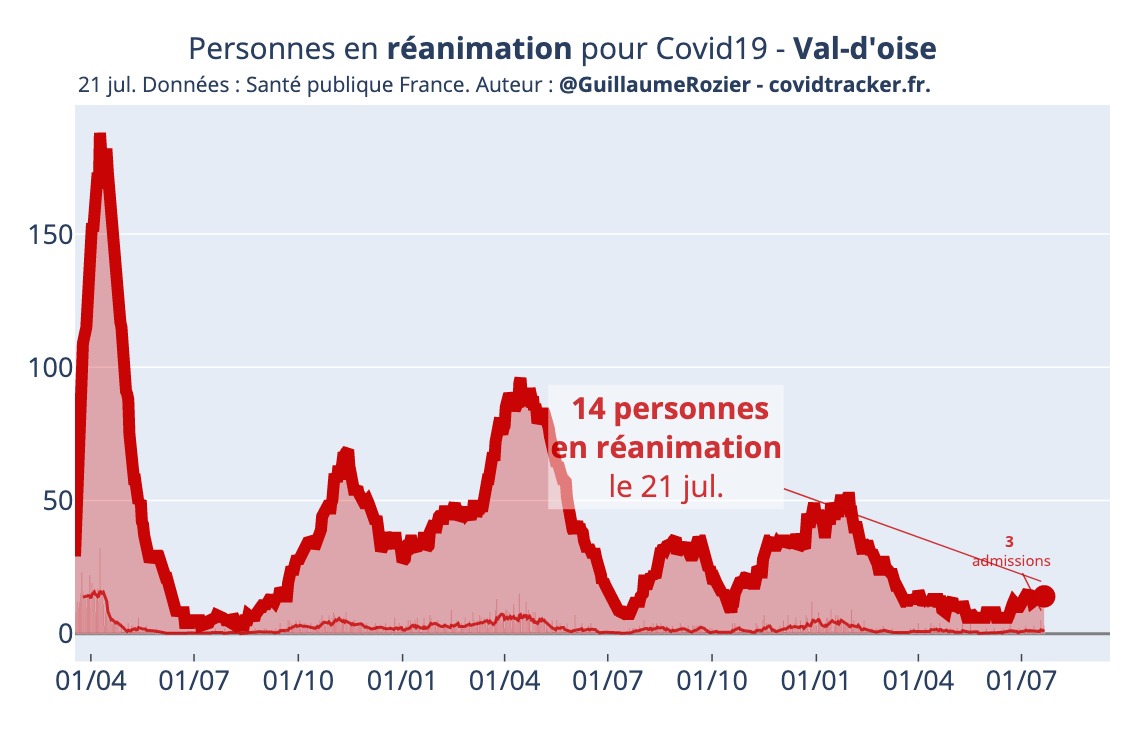 Personnes en réanimation pour Covid19 - Val-d'oise
21 jul. Données : Santé publique France. Auteur : @GuillaumeRozier - covidtracker.fr.
150
100
14 personnes
en réanimation
le 21 jul.
50
3
admissions
0
01/04 01/07 01/10 01/01 01/04 01/07 01/10 01/01 01/04 01/07